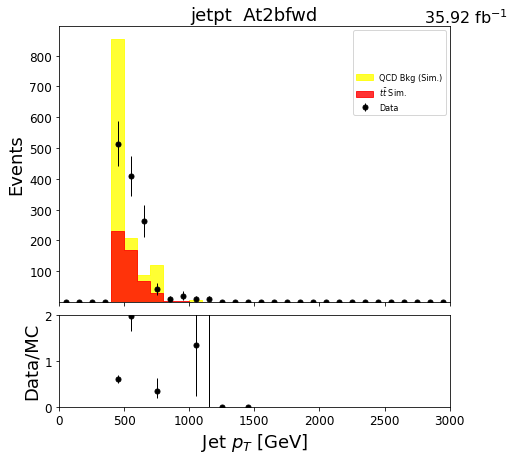 jetpt At2bfwd
35.92 fb⁻¹
QCD Bkg (Sim.)
tt̄ Sim.
Data
Events
800
700
600
500
400
300
200
100
Data/MC
2
1
0
0 500 1000 1500 2000 2500 3000
Jet p_T [GeV]